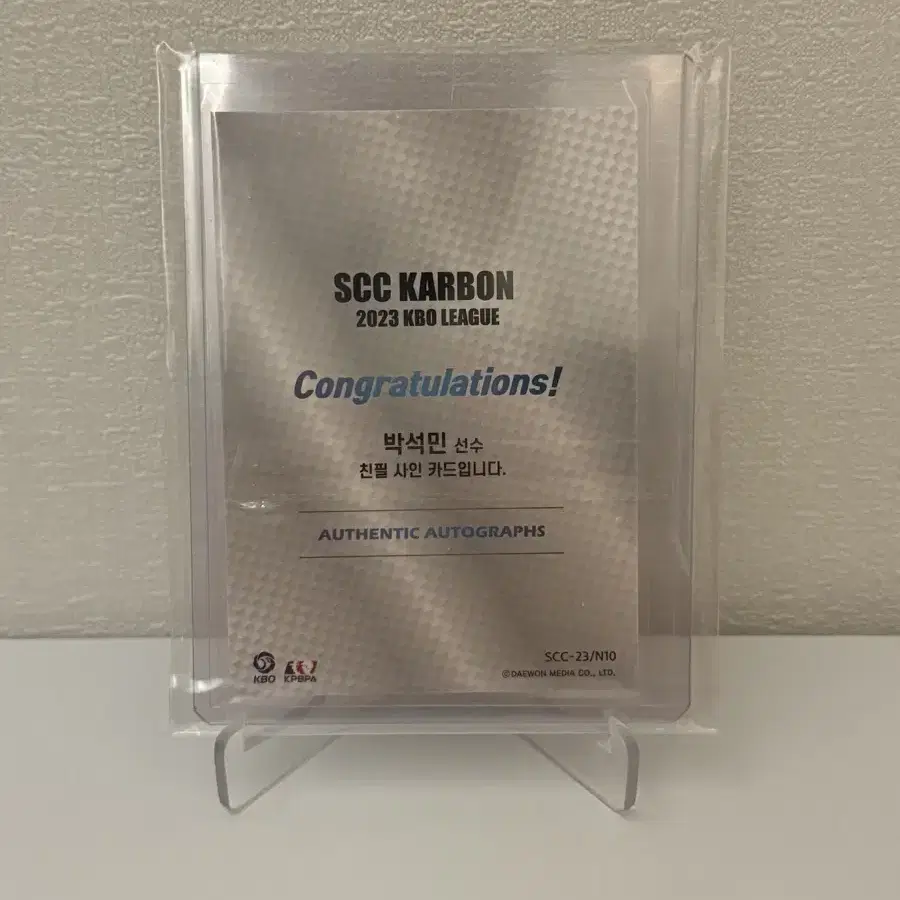 SCC KARBON
2023 KBO LEAGUE
Congratulations!
박석민 선수
친필 사인 카드입니다.
AUTHENTIC AUTOGRAPHS
SCC-23/N10
KBO KPBPA
©DAEWON MEDIA CO., LTD.